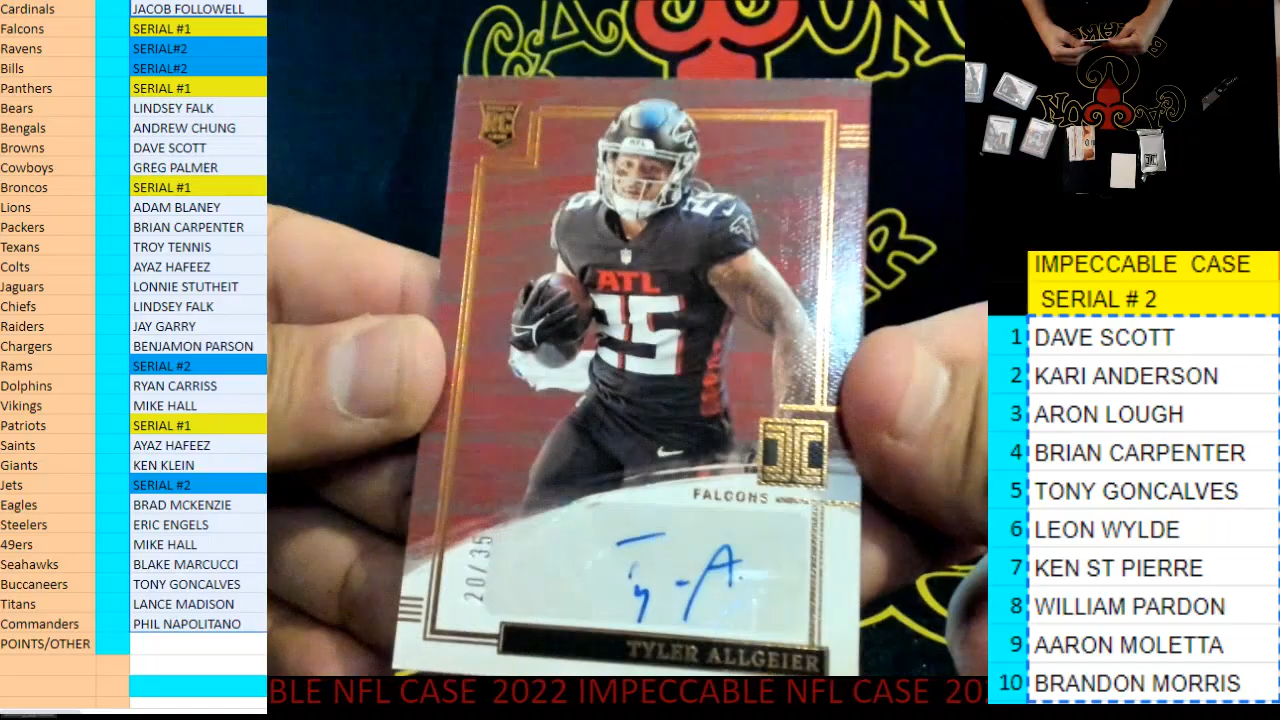 Cardinals JACOB FOLLOWELL
Falcons SERIAL #1
Ravens SERIAL#2
Bills SERIAL#2
Panthers SERIAL #1
Bears LINDSEY FALK
Bengals ANDREW CHUNG
Browns DAVE SCOTT
Cowboys GREG PALMER
Broncos SERIAL #1
Lions ADAM BLANEY
Packers BRIAN CARPENTER
Texans TROY TENNIS
Colts AYAZ HAFEEZ
Jaguars LONNIE STUTHEIT
Chiefs LINDSEY FALK
Raiders JAY GARRY
Chargers BENJAMON PARSON
Rams SERIAL #2
Dolphins RYAN CARRISS
Vikings MIKE HALL
Patriots SERIAL #1
Saints AYAZ HAFEEZ
Giants KEN KLEIN
Jets SERIAL #2
Eagles BRAD MCKENZIE
Steelers ERIC ENGELS
49ers MIKE HALL
Seahawks BLAKE MARCUCCI
Buccaneers TONY GONCALVES
Titans LANCE MADISON
Commanders PHIL NAPOLITANO
POINTS/OTHER
RC
AFL
25
ATL
25
FALCONS
20/35
Ty-A.
TYLER ALLGEIER
BLE NFL CASE 2022 IMPECCABLE NFL CASE 20
IMPECCABLE CASE
SERIAL # 2
1 DAVE SCOTT
2 KARI ANDERSON
3 ARON LOUGH
4 BRIAN CARPENTER
5 TONY GONCALVES
6 LEON WYLDE
7 KEN ST PIERRE
8 WILLIAM PARDON
9 AARON MOLETTA
10 BRANDON MORRIS